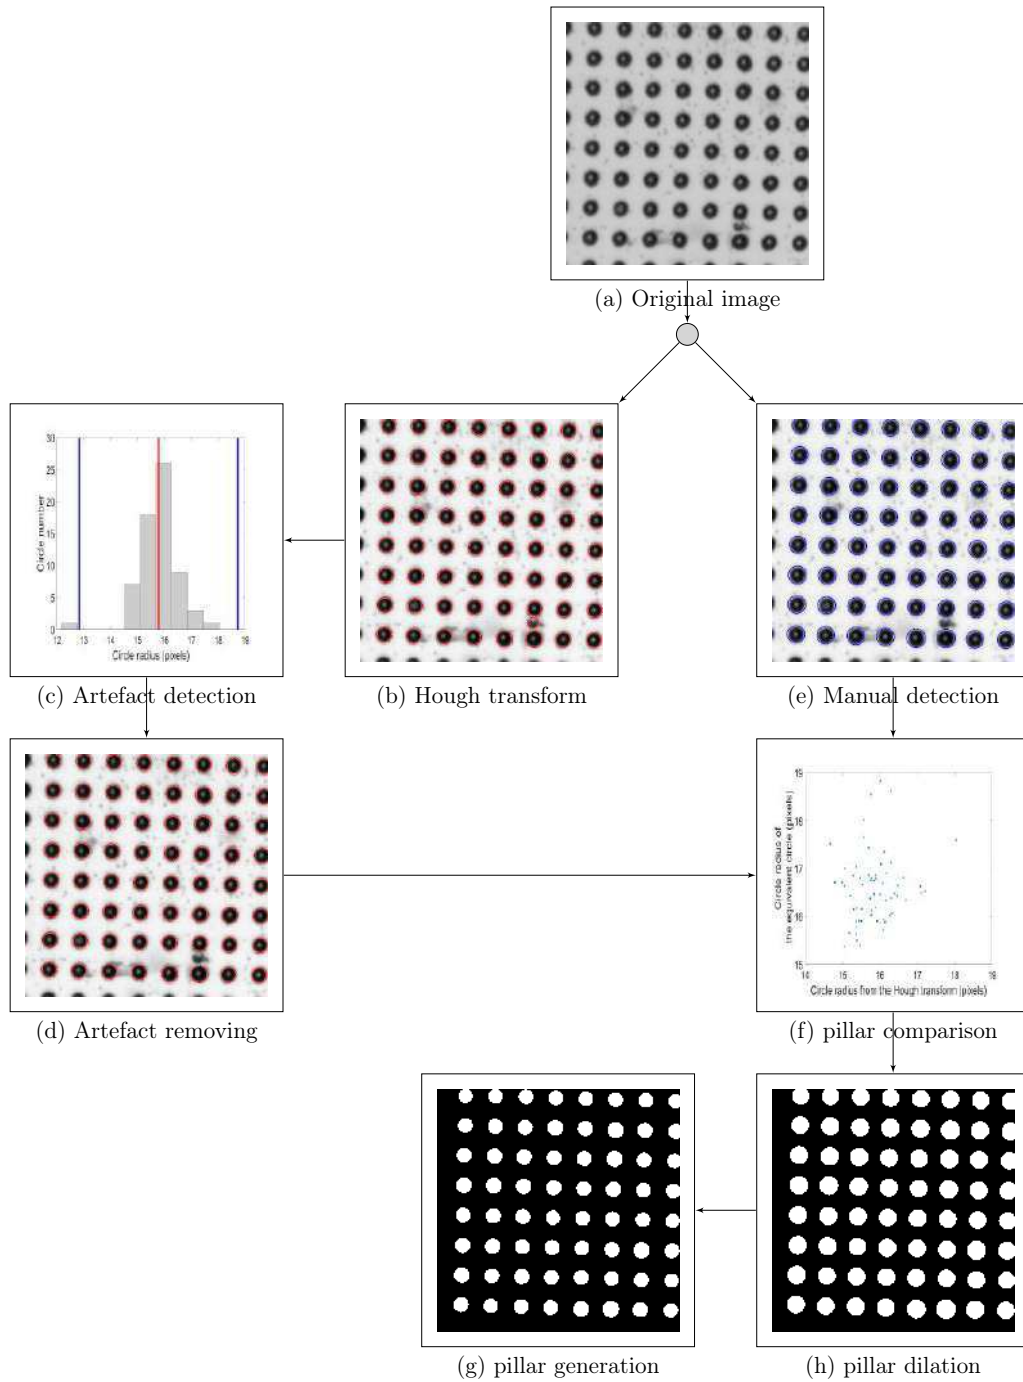 (a) Original image
30
25
20
15
10
5
0
12 13 14 15 16 17 18 19
Circle number
Circle radius (pixels)
(c) Artefact detection
(b) Hough transform
(e) Manual detection
19
18
17
16
15
14 15 16 17 18 19
Circle radius of
the equivalent circle (pixels)
Circle radius from the Hough transform (pixels)
(d) Artefact removing
(f) pillar comparison
(g) pillar generation
(h) pillar dilation